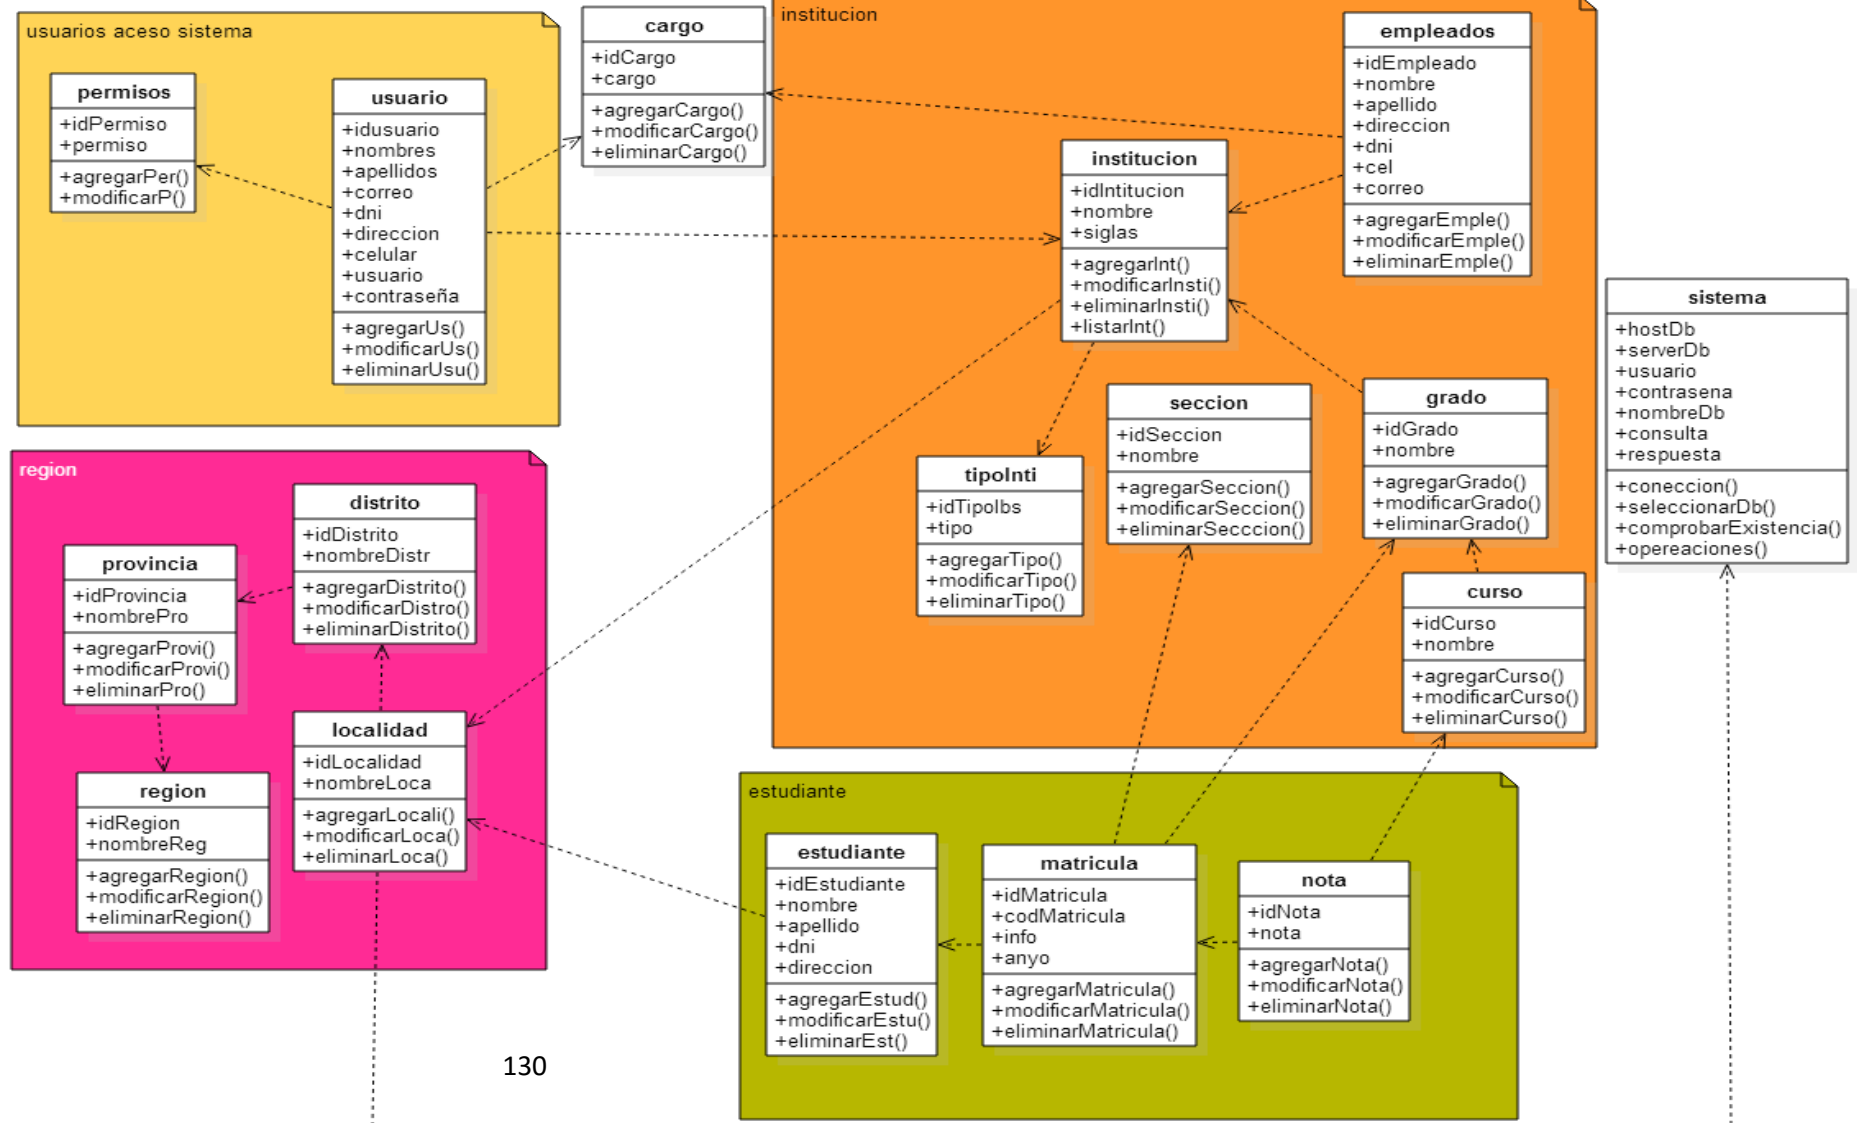 usuarios aceso sistema
permisos
+idPermiso
+permiso
+agregarPer()
+modificarP()
usuario
+idusuario
+nombres
+apellidos
+correo
+dni
+direccion
+celular
+usuario
+contraseña
+agregarUs()
+modificarUs()
+eliminarUsu()
cargo
+idCargo
+cargo
+agregarCargo()
+modificarCargo()
+eliminarCargo()
institucion
empleados
+idEmpleado
+nombre
+apellido
+direccion
+dni
+cel
+correo
+agregarEmple()
+modificarEmple()
+eliminarEmple()
institucion
+idIntitucion
+nombre
+siglas
+agregarInt()
+modificarInsti()
+eliminarInsti()
+listarInt()
tipoInti
+idTipoIbs
+tipo
+agregarTipo()
+modificarTipo()
+eliminarTipo()
seccion
+idSeccion
+nombre
+agregarSeccion()
+modificarSeccion()
+eliminarSecccion()
grado
+idGrado
+nombre
+agregarGrado()
+modificarGrado()
+eliminarGrado()
curso
+idCurso
+nombre
+agregarCurso()
+modificarCurso()
+eliminarCurso()
sistema
+hostDb
+serverDb
+usuario
+contrasena
+nombreDb
+consulta
+respuesta
+coneccion()
+seleccionarDb()
+comprobarExistencia()
+opereaciones()
region
distrito
+idDistrito
+nombreDistr
+agregarDistrito()
+modificarDistro()
+eliminarDistrito()
provincia
+idProvincia
+nombrePro
+agregarProvi()
+modificarProvi()
+eliminarPro()
localidad
+idLocalidad
+nombreLoca
+agregarLocali()
+modificarLoca()
+eliminarLoca()
region
+idRegion
+nombreReg
+agregarRegion()
+modificarRegion()
+eliminarRegion()
estudiante
estudiante
+idEstudiante
+nombre
+apellido
+dni
+direccion
+agregarEstud()
+modificarEstu()
+eliminarEst()
matricula
+idMatricula
+codMatricula
+info
+anyo
+agregarMatricula()
+modificarMatricula()
+eliminarMatricula()
nota
+idNota
+nota
+agregarNota()
+modificarNota()
+eliminarNota()
130